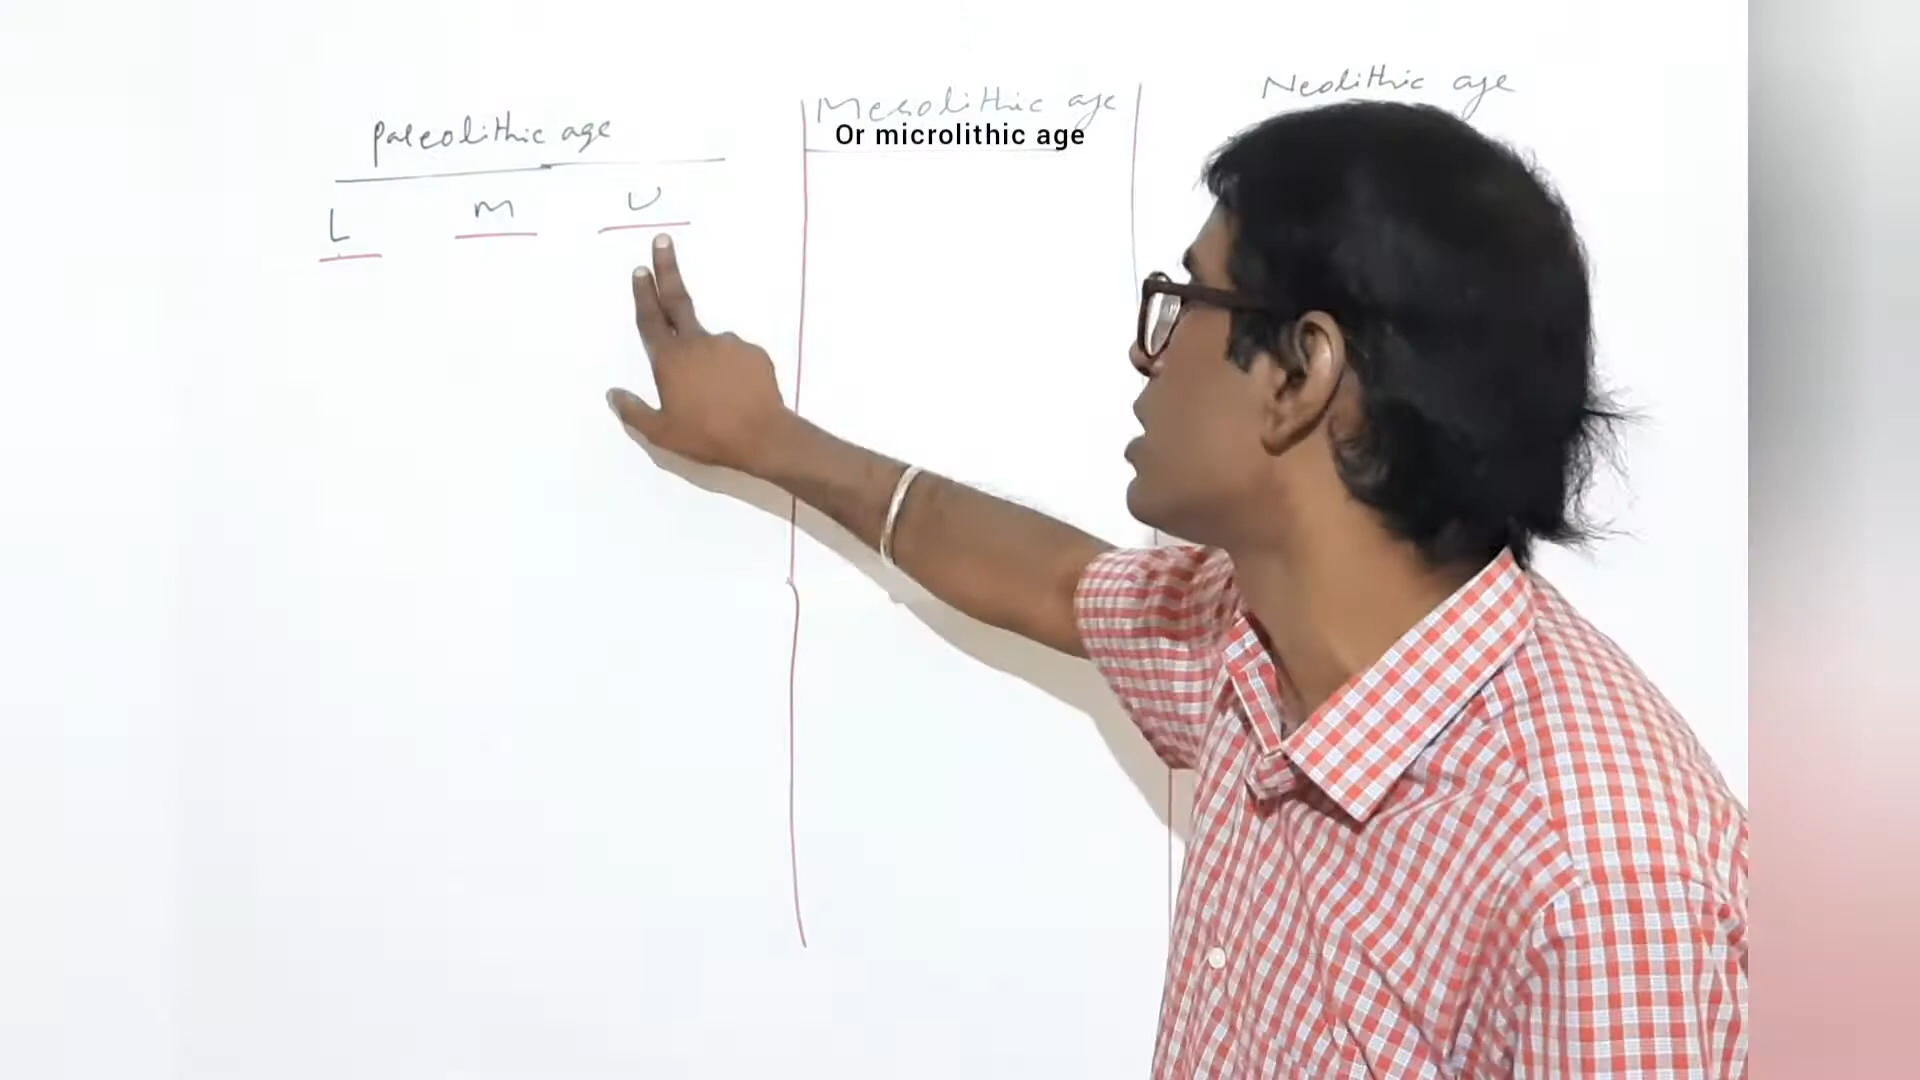 Paleolithic age
L M U
Mesolithic age
Or microlithic age
Neolithic age